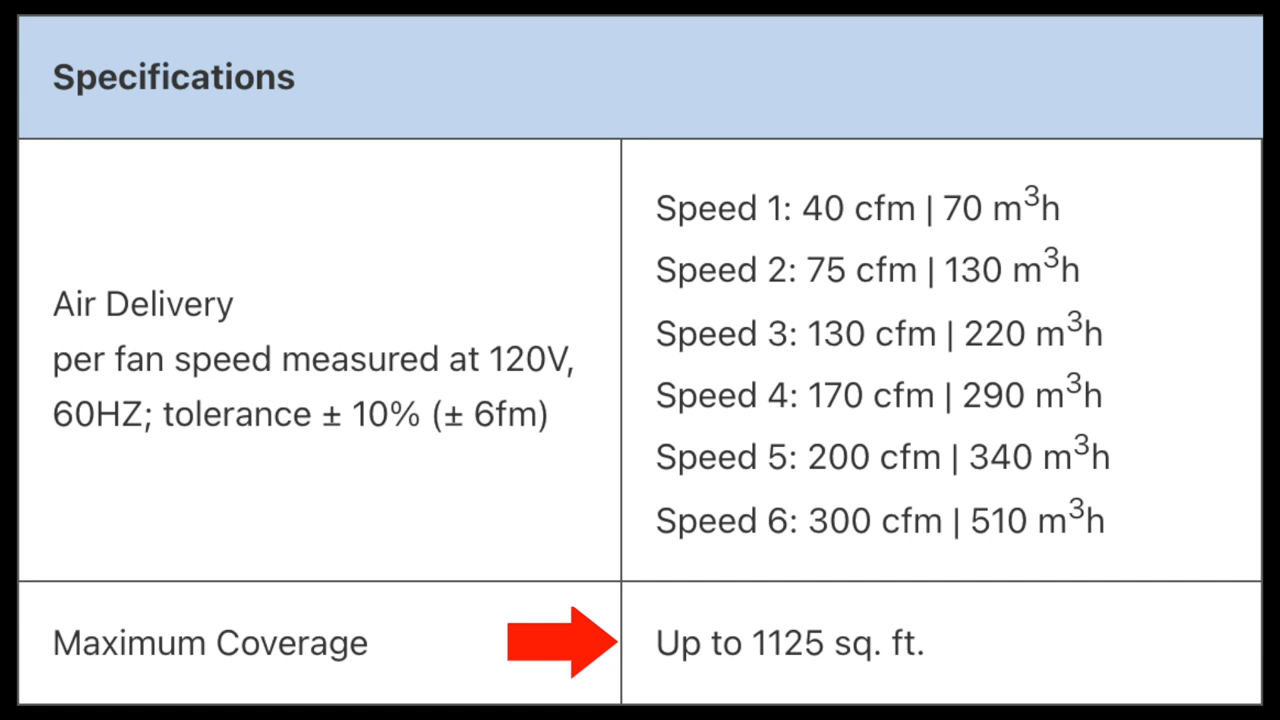 Specifications
Air Delivery
per fan speed measured at 120V,
60HZ; tolerance ± 10% (± 6fm)
Speed 1: 40 cfm | 70 m³h
Speed 2: 75 cfm | 130 m³h
Speed 3: 130 cfm | 220 m³h
Speed 4: 170 cfm | 290 m³h
Speed 5: 200 cfm | 340 m³h
Speed 6: 300 cfm | 510 m³h
Maximum Coverage
Up to 1125 sq. ft.